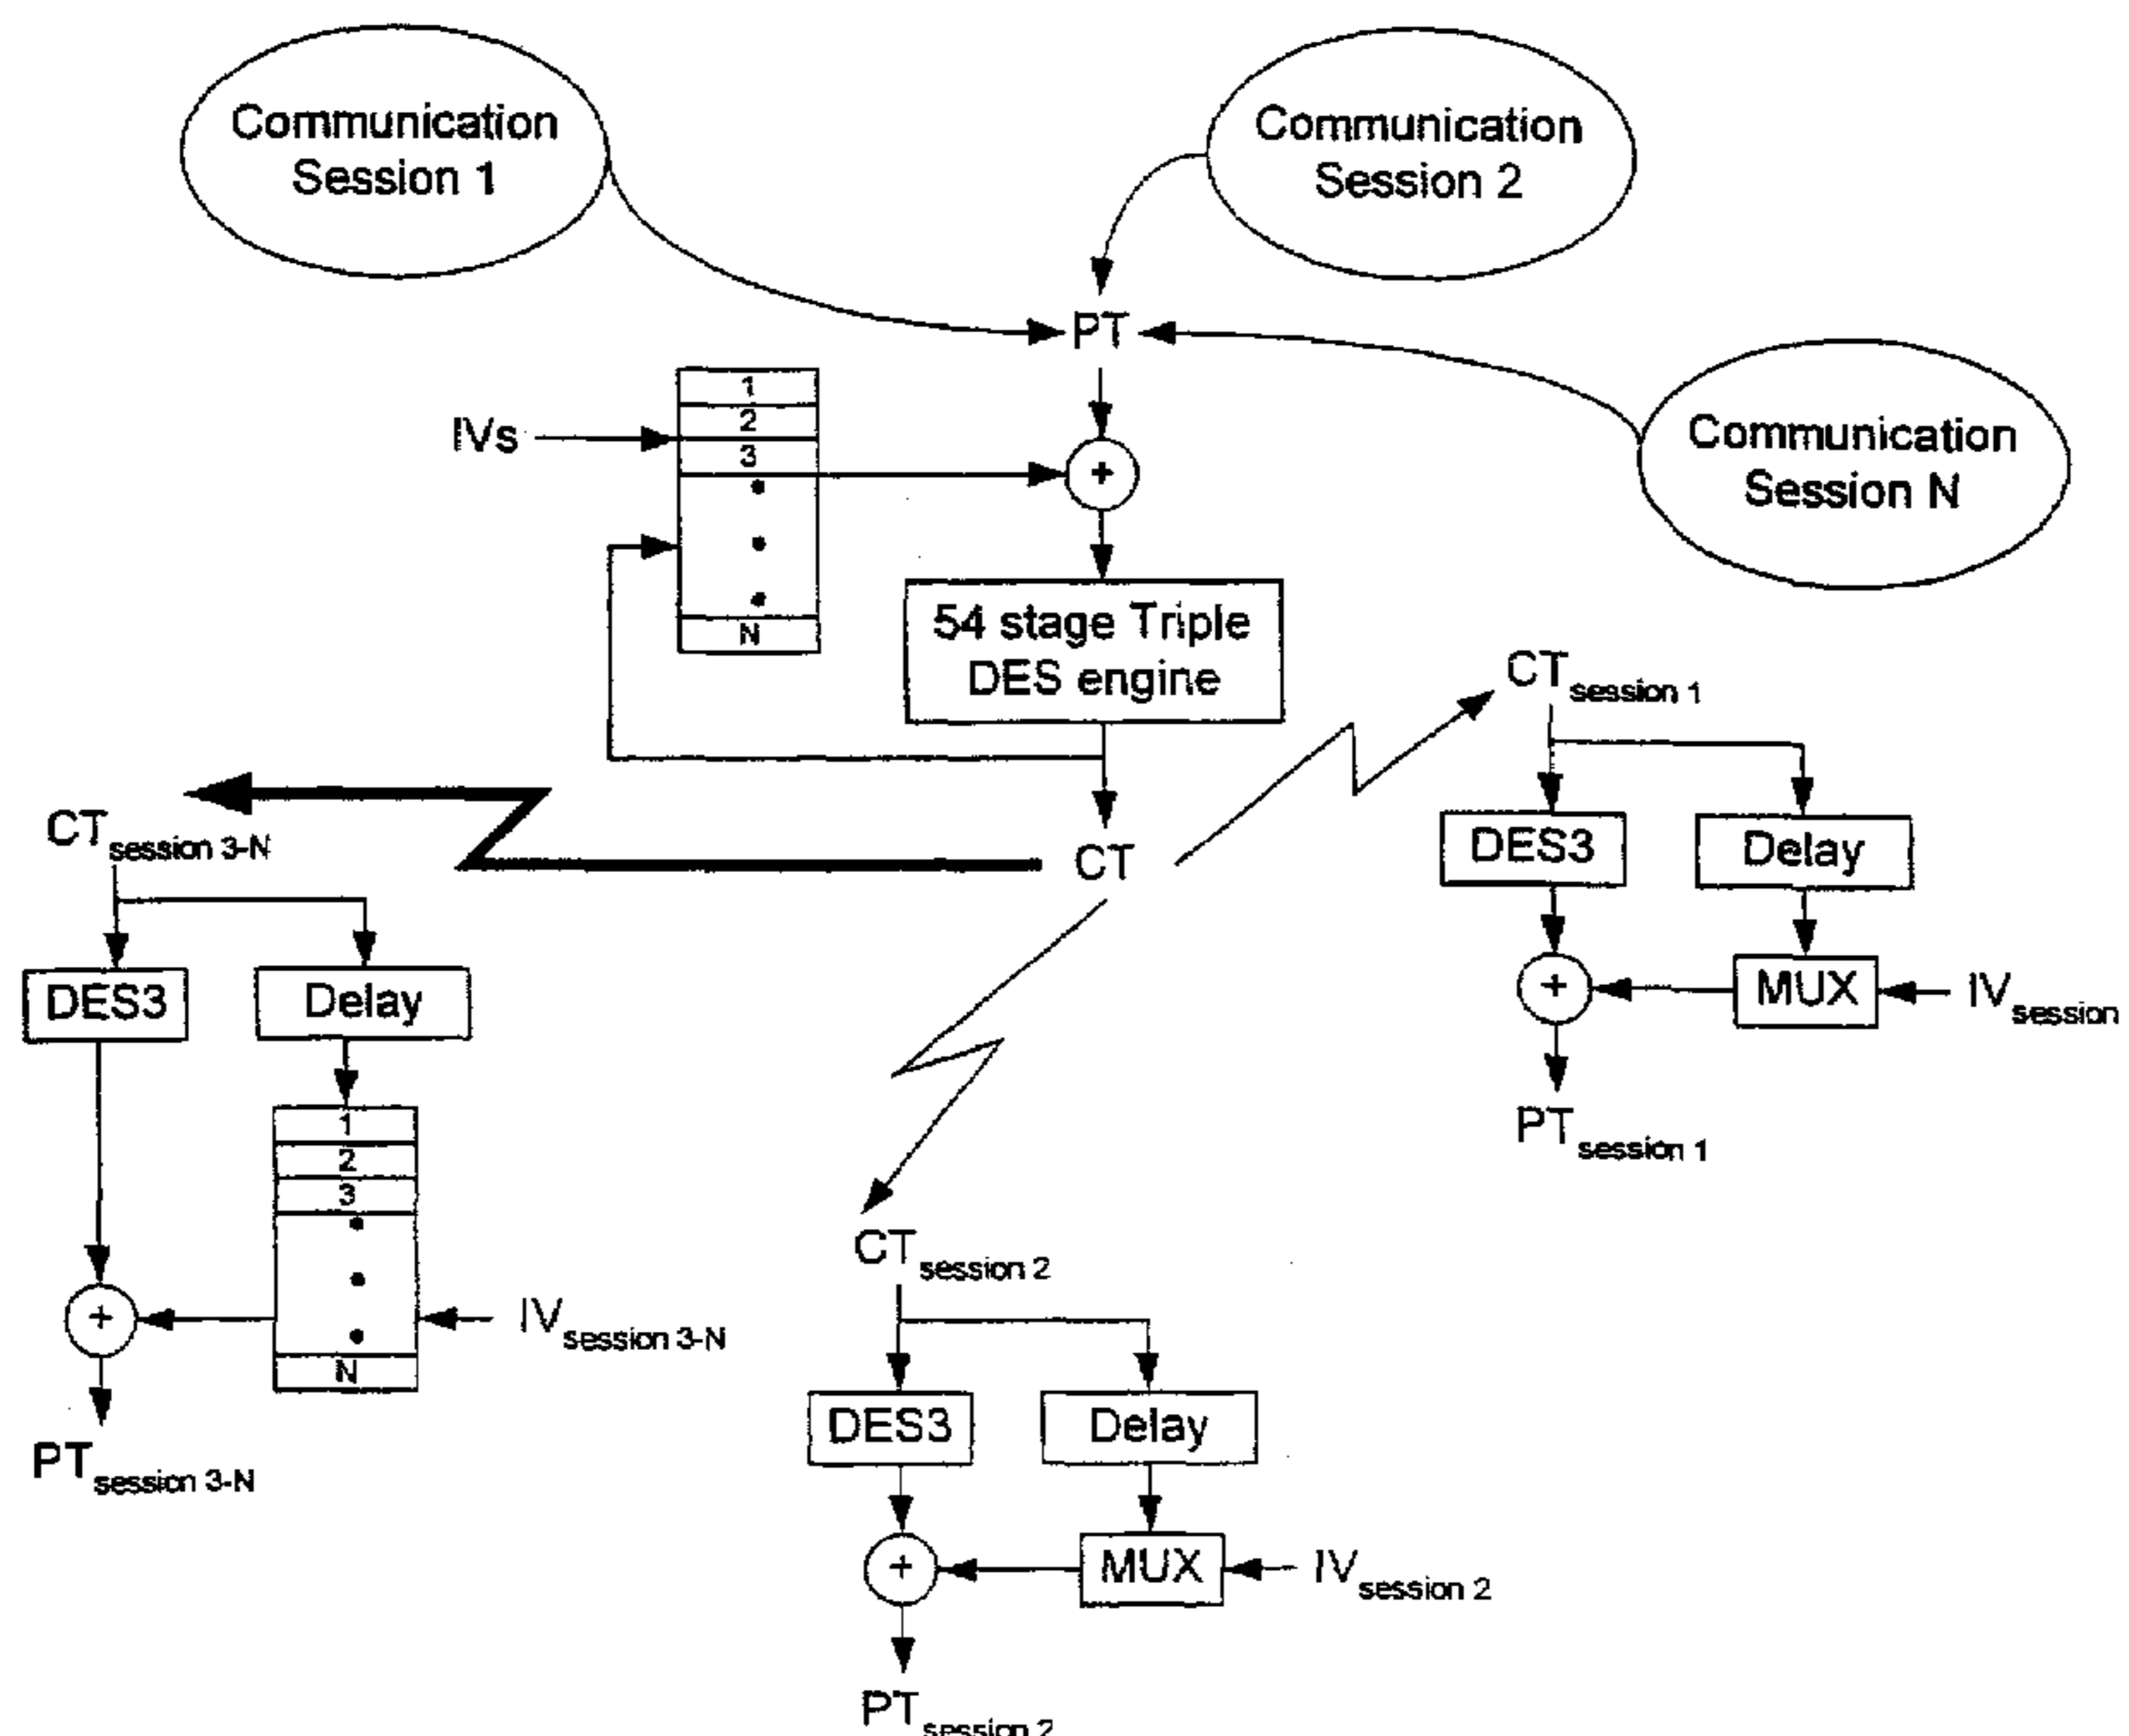 Communication
Session 1
Communication
Session 2
PT
Communication
Session N
IVs
1
2
3
N
+
54 stage Triple
DES engine
CT
CT session 1
DES3
Delay
+
MUX
IV session
PT session 1
CT session 3-N
DES3
Delay
1
2
3
N
+
IV session 3-N
PT session 3-N
CT session 2
DES3
Delay
+
MUX
IV session 2
PT session 2